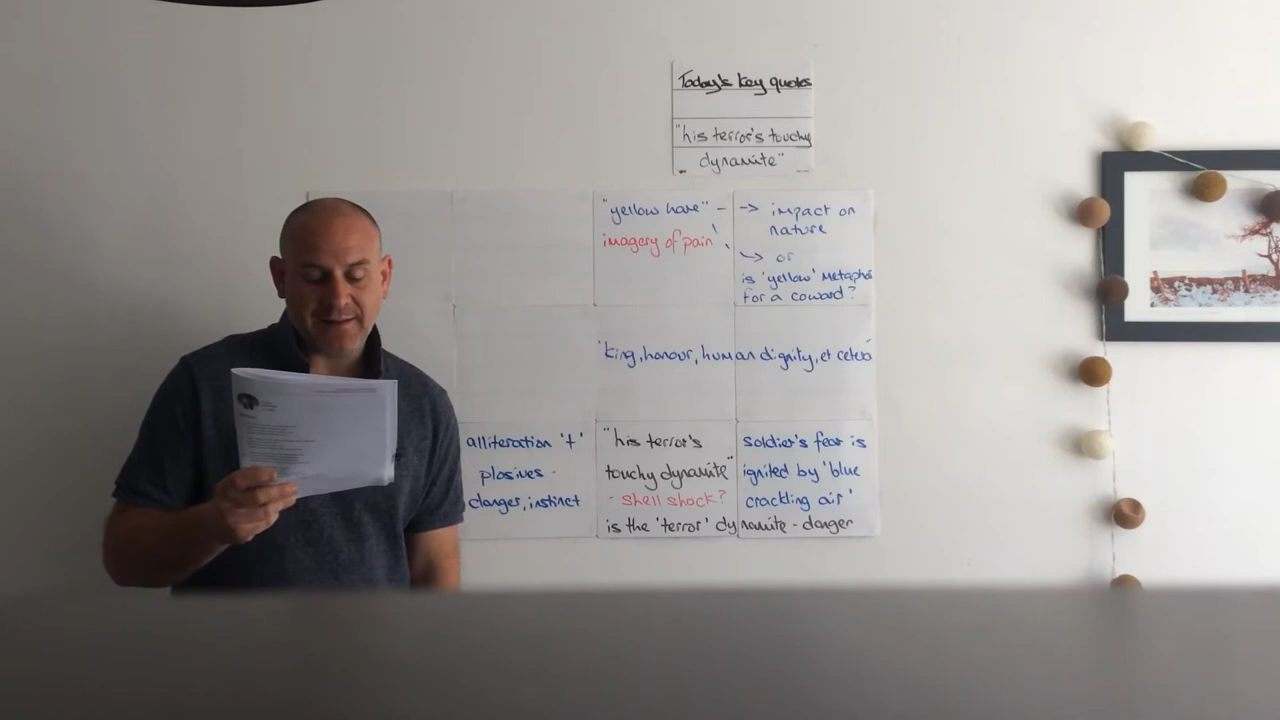 Today's key quotes
"his terror's touchy
dynamite"
"yellow hare" -
imagery of pain
-> impact on
nature
-> or
is 'yellow' metaphor
for a coward?
'king, honour, human dignity, et cetera
alliteration 't'
plosives -
danger, instinct
"his terror's
touchy dynamite"
- shell shock?
is the 'terror' dynamite - danger
soldier's fear is
ignited by 'blue
crackling air'